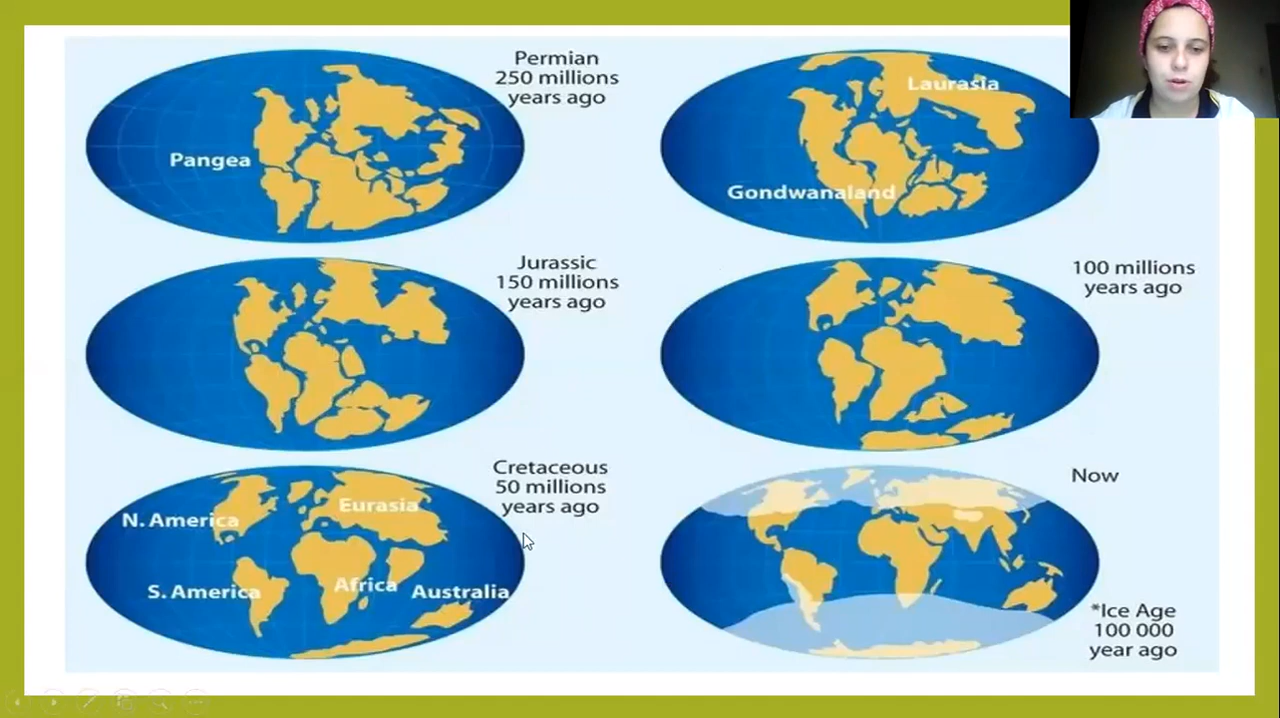 Permian
250 millions
years ago
Pangea
Laurasia
Gondwanaland
Jurassic
150 millions
years ago
100 millions
years ago
Cretaceous
50 millions
years ago
N. America
Eurasia
S. America
Africa
Australia
Now
*Ice Age
100 000
year ago